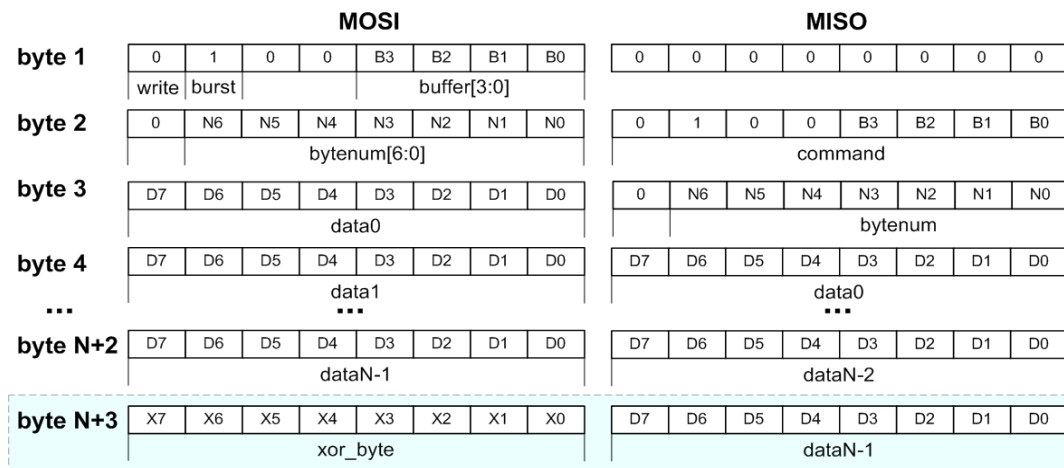 MOSI MISO
byte 1 0 1 0 0 B3 B2 B1 B0 0 0 0 0 0 0 0 0
write burst buffer[3:0]
byte 2 0 N6 N5 N4 N3 N2 N1 N0 0 1 0 0 B3 B2 B1 B0
bytenum[6:0] command
byte 3 D7 D6 D5 D4 D3 D2 D1 D0 0 N6 N5 N4 N3 N2 N1 N0
data0 bytenum
byte 4 D7 D6 D5 D4 D3 D2 D1 D0 D7 D6 D5 D4 D3 D2 D1 D0
data1 data0
... ... ...
byte N+2 D7 D6 D5 D4 D3 D2 D1 D0 D7 D6 D5 D4 D3 D2 D1 D0
dataN-1 dataN-2
byte N+3 X7 X6 X5 X4 X3 X2 X1 X0 D7 D6 D5 D4 D3 D2 D1 D0
xor_byte dataN-1